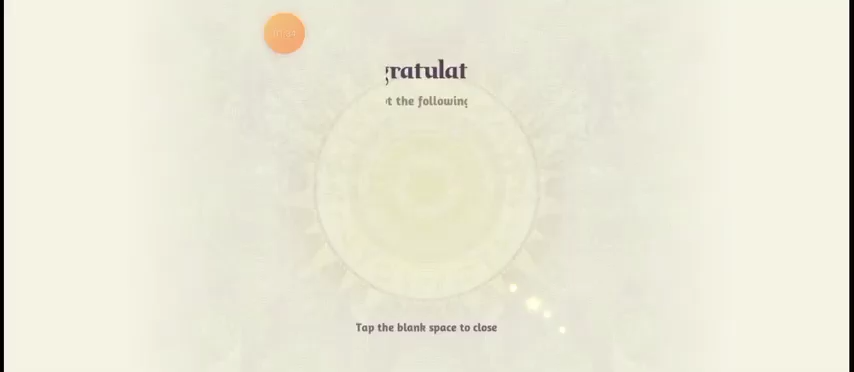 gratulat
t the following
Tap the blank space to close